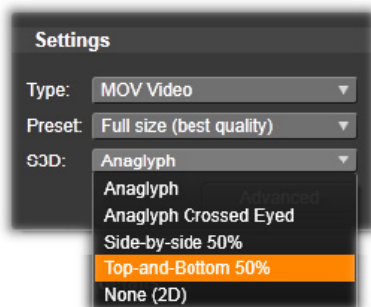 Settings
Type: MOV Video
Preset: Full size (best quality)
S3D: Anaglyph
Anaglyph
Anaglyph Crossed Eyed
Side-by-side 50%
Advanced
Top-and-Bottom 50%
None (2D)